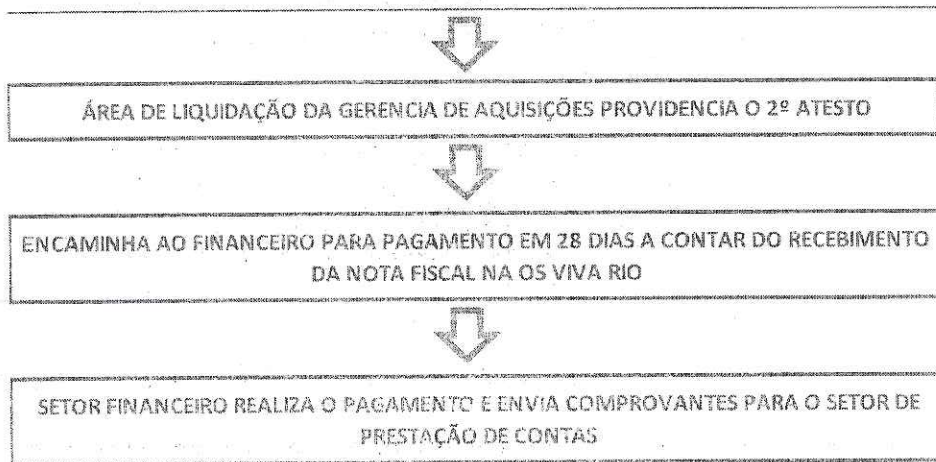 ÁREA DE LIQUIDAÇÃO DA GERENCIA DE AQUISIÇÕES PROVIDENCIA O 2º ATESTO
ENCAMINHA AO FINANCEIRO PARA PAGAMENTO EM 28 DIAS A CONTAR DO RECEBIMENTO
DA NOTA FISCAL NA OS VIVA RIO
SETOR FINANCEIRO REALIZA O PAGAMENTO E ENVIA COMPROVANTES PARA O SETOR DE
PRESTAÇÃO DE CONTAS